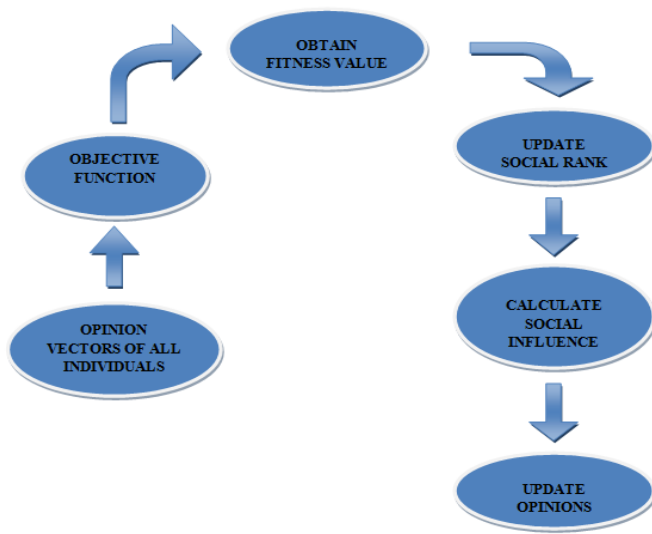 OBTAIN
FITNESS VALUE
OBJECTIVE
FUNCTION
UPDATE
SOCIAL RANK
OPINION
VECTORS OF ALL
INDIVIDUALS
CALCULATE
SOCIAL
INFLUENCE
UPDATE
OPINIONS